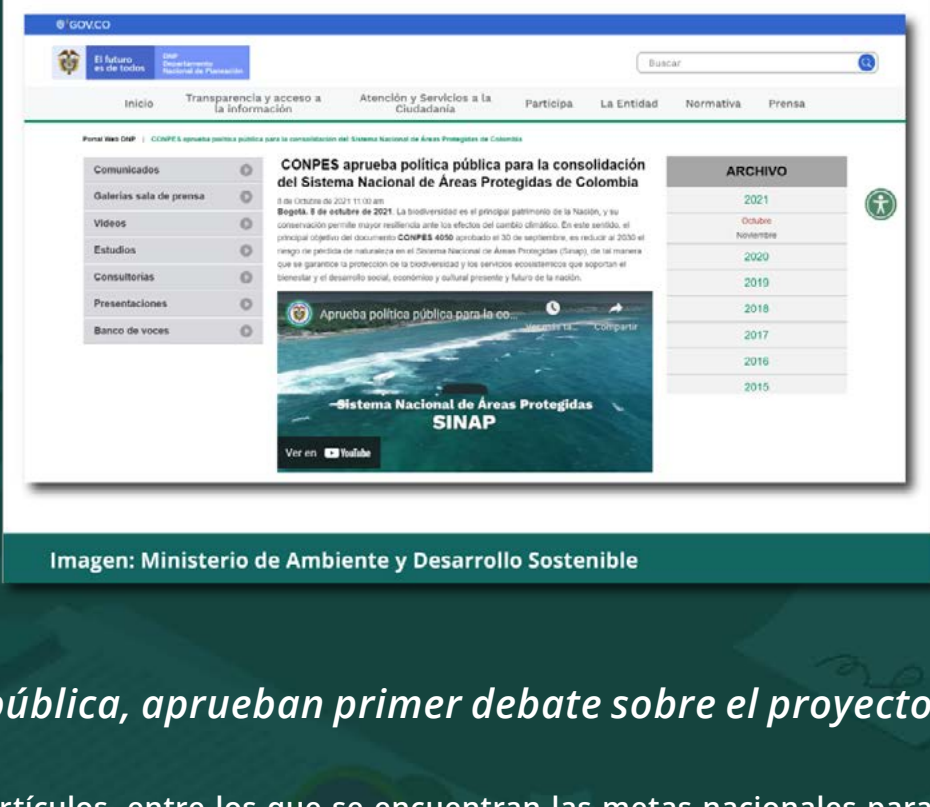 GOV.CO
El futuro
es de todos
DNP
Departamento
Nacional de Planeación
Buscar
Inicio
Transparencia y acceso a
la información
Atención y Servicios a la
Ciudadanía
Participa
La Entidad
Normativa
Prensa
Portal Web DNP | CONPES aprueba política pública para la consolidación del Sistema Nacional de Áreas Protegidas de Colombia
Comunicados
Galerías sala de prensa
Videos
Estudios
Consultorías
Presentaciones
Banco de voces
CONPES aprueba política pública para la consolidación
del Sistema Nacional de Áreas Protegidas de Colombia
8 de Octubre de 2021 11:00 am
Bogotá, 8 de octubre de 2021. La biodiversidad es el principal patrimonio de la Nación, y su
conservación permite mayor resiliencia ante los efectos del cambio climático. En este sentido, el
principal objetivo del documento CONPES 4050 aprobado el 30 de septiembre, es reducir al 2030 el
riesgo de pérdida de naturaleza en el Sistema Nacional de Áreas Protegidas (Sinap), de tal manera
que se garantice la protección de la biodiversidad y los servicios ecosistémicos que soportan el
bienestar y el desarrollo social, económico y cultural presente y futuro de la nación.
Aprueba política pública para la co...
Ver más ta...
Compartir
Sistema Nacional de Áreas Protegidas
SINAP
Ver en YouTube
ARCHIVO
2021
Octubre
Noviembre
2020
2019
2018
2017
2016
2015
Imagen: Ministerio de Ambiente y Desarrollo Sostenible
pública, aprueban primer debate sobre el proyecto
rtículos, entre los que se encuentran las metas nacionales para